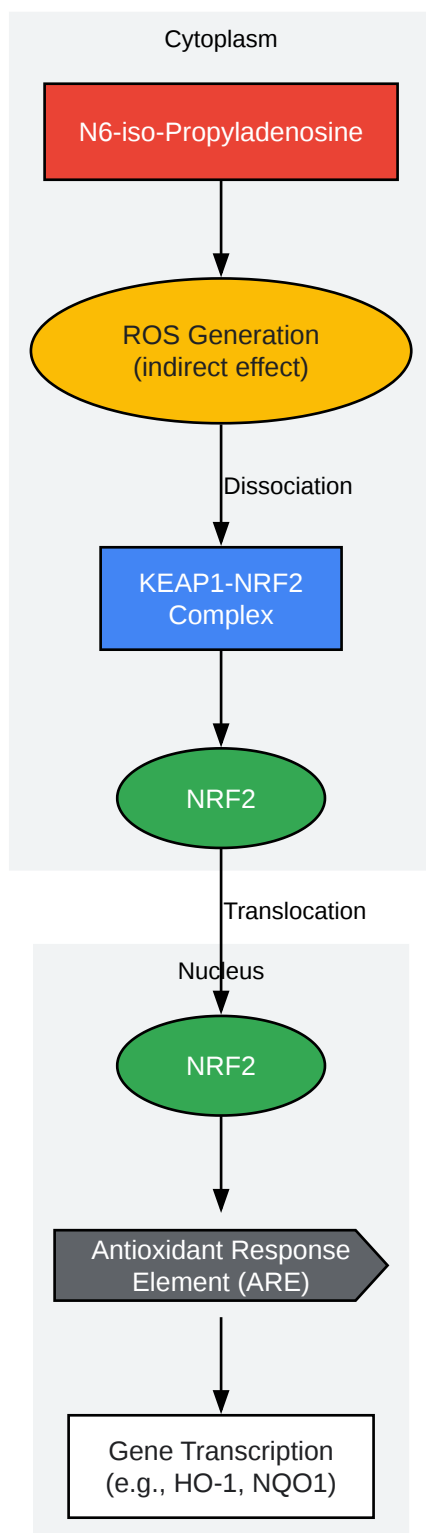 Cytoplasm
N6-iso-Propyladenosine
ROS Generation
(indirect effect)
Dissociation
KEAP1-NRF2
Complex
NRF2
Translocation
Nucleus
NRF2
Antioxidant Response
Element (ARE)
Gene Transcription
(e.g., HO-1, NQO1)